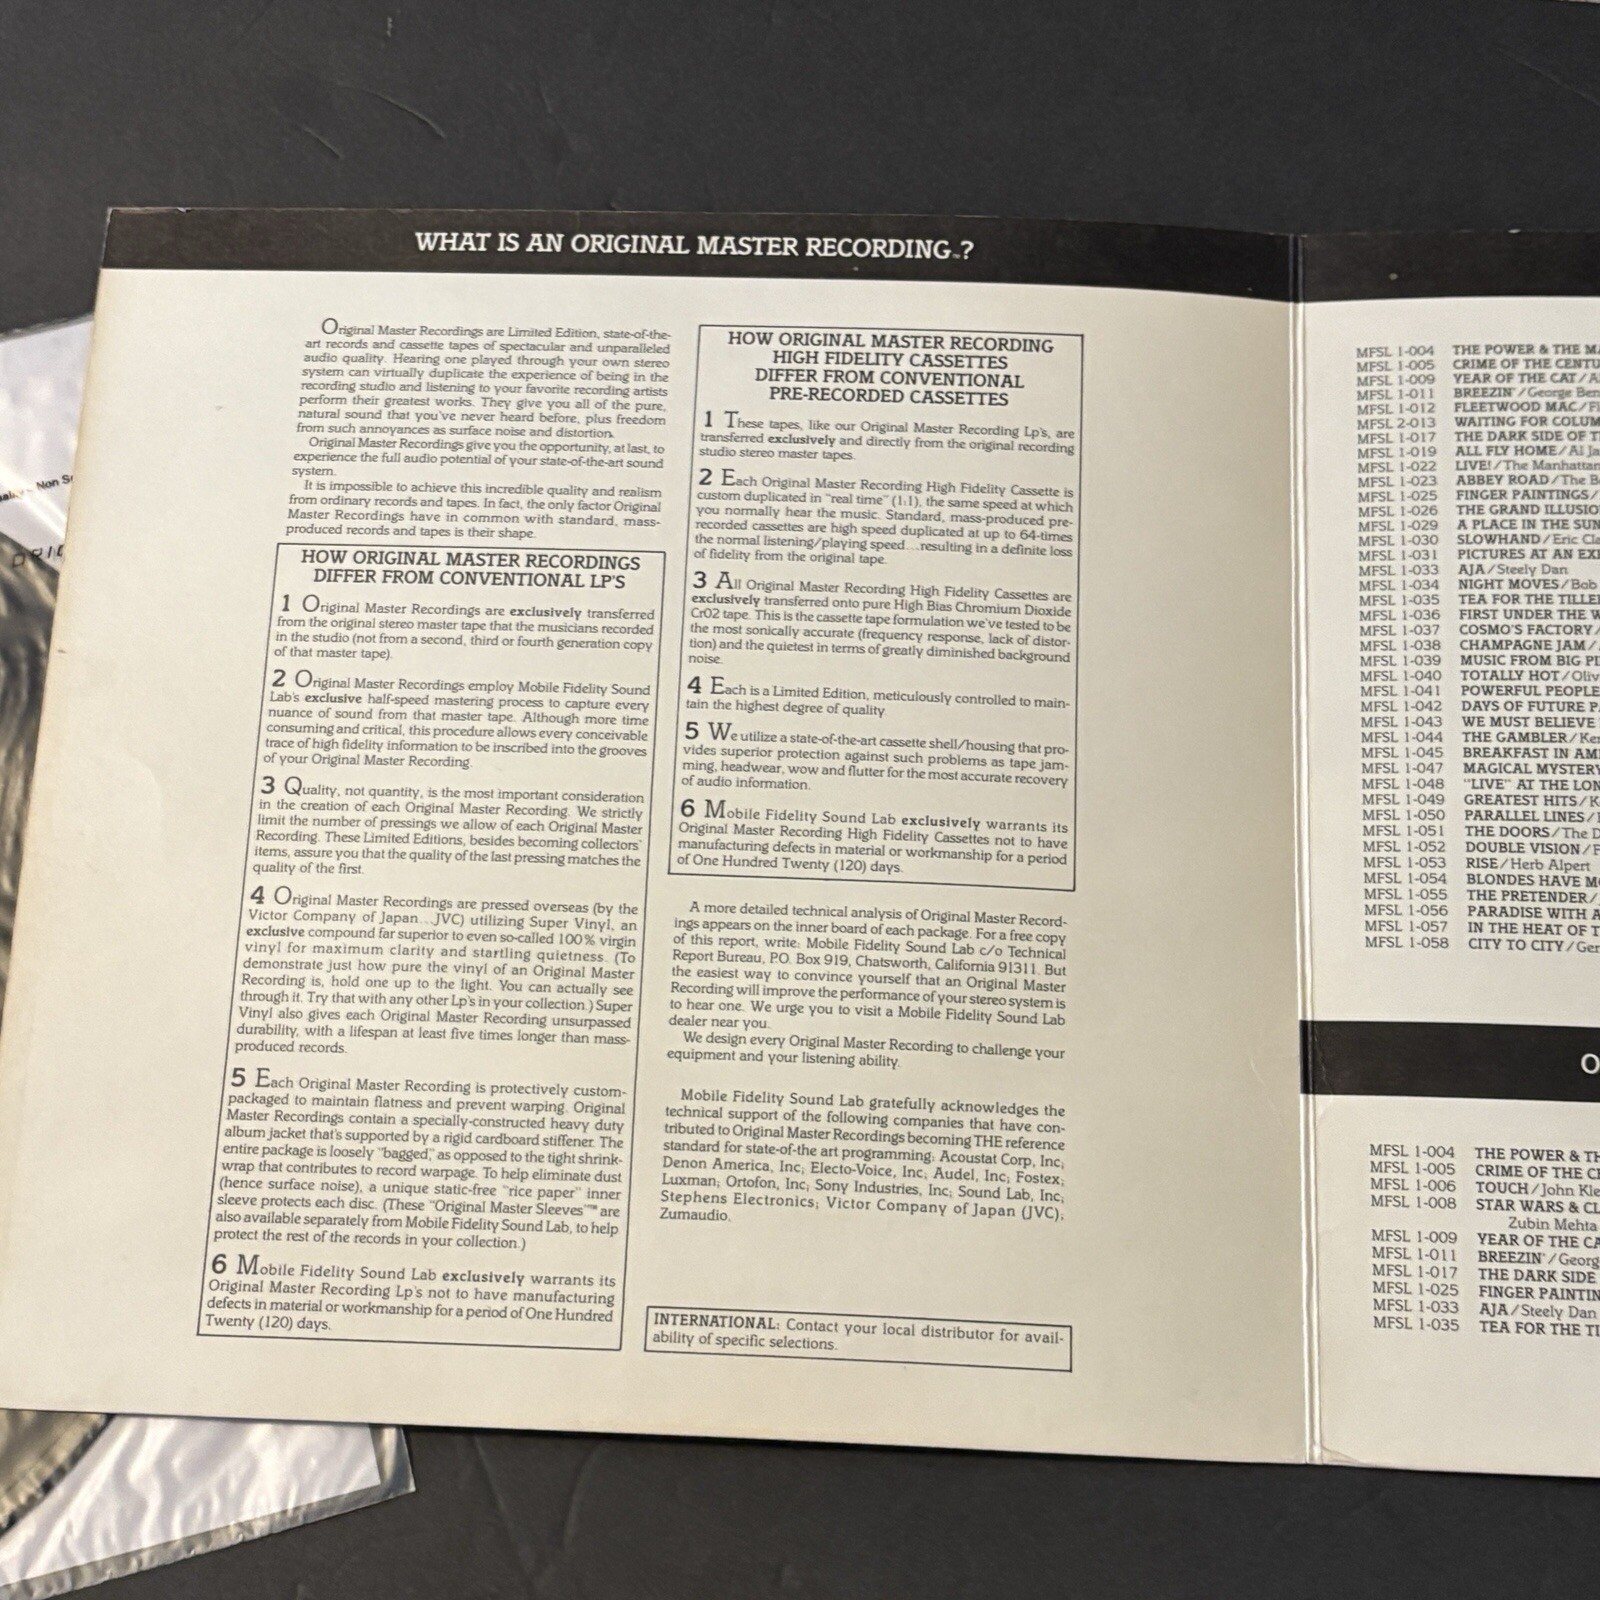 WHAT IS AN ORIGINAL MASTER RECORDING™?
Original Master Recordings are Limited Edition, state-of-the-
art records and cassette tapes of spectacular and unparalleled
audio quality. Hearing one played through your own stereo
system can virtually duplicate the experience of being in the
recording studio and listening to your favorite recording artists
perform their greatest works. They give you all of the pure,
natural sound that you've never heard before, plus freedom
from such annoyances as surface noise and distortion.
Original Master Recordings give you the opportunity, at last, to
experience the full audio potential of your state-of-the-art sound
system.
It is impossible to achieve this incredible quality and realism
from ordinary records and tapes. In fact, the only factor Original
Master Recordings have in common with standard, mass-
produced records and tapes is their shape.
HOW ORIGINAL MASTER RECORDINGS
DIFFER FROM CONVENTIONAL LP'S
1 Original Master Recordings are exclusively transferred
from the original stereo master tape that the musicians recorded
in the studio (not from a second, third or fourth generation copy
of that master tape).
2 Original Master Recordings employ Mobile Fidelity Sound
Lab's exclusive half-speed mastering process to capture every
nuance of sound from that master tape. Although more time
consuming and critical, this procedure allows every conceivable
trace of high fidelity information to be inscribed into the grooves
of your Original Master Recording.
3 Quality, not quantity, is the most important consideration
in the creation of each Original Master Recording. We strictly
limit the number of pressings we allow of each Original Master
Recording. These Limited Editions, besides becoming collectors'
items, assure you that the quality of the last pressing matches the
quality of the first.
4 Original Master Recordings are pressed overseas (by the
Victor Company of Japan...JVC) utilizing Super Vinyl, an
exclusive compound far superior to even so-called 100% virgin
vinyl for maximum clarity and startling quietness. (To
demonstrate just how pure the vinyl of an Original Master
Recording is, hold one up to the light. You can actually see
through it. Try that with any other Lp's in your collection.) Super
Vinyl also gives each Original Master Recording unsurpassed
durability, with a lifespan at least five times longer than mass-
produced records.
5 Each Original Master Recording is protectively custom-
packaged to maintain flatness and prevent warping. Original
Master Recordings contain a specially-constructed heavy duty
album jacket that's supported by a rigid cardboard stiffener. The
entire package is loosely "bagged," as opposed to the tight shrink-
wrap that contributes to record warpage. To help eliminate dust
(hence surface noise), a unique static-free "rice paper" inner
sleeve protects each disc. (These "Original Master Sleeves"™ are
also available separately from Mobile Fidelity Sound Lab, to help
protect the rest of the records in your collection.)
6 Mobile Fidelity Sound Lab exclusively warrants its
Original Master Recording Lp's not to have manufacturing
defects in material or workmanship for a period of One Hundred
Twenty (120) days.
HOW ORIGINAL MASTER RECORDING
HIGH FIDELITY CASSETTES
DIFFER FROM CONVENTIONAL
PRE-RECORDED CASSETTES
1 These tapes, like our Original Master Recording Lp's, are
transferred exclusively and directly from the original recording
studio stereo master tapes.
2 Each Original Master Recording High Fidelity Cassette is
custom duplicated in "real time" (1:1), the same speed at which
you normally hear the music. Standard, mass-produced pre-
recorded cassettes are high speed duplicated at up to 64-times
the normal listening/playing speed...resulting in a definite loss
of fidelity from the original tape.
3 All Original Master Recording High Fidelity Cassettes are
exclusively transferred onto pure High Bias Chromium Dioxide
Cr02 tape. This is the cassette tape formulation we've tested to be
the most sonically accurate (frequency response, lack of distor-
tion) and the quietest in terms of greatly diminished background
noise.
4 Each is a Limited Edition, meticulously controlled to main-
tain the highest degree of quality.
5 We utilize a state-of-the-art cassette shell/housing that pro-
vides superior protection against such problems as tape jam-
ming, headwear, wow and flutter for the most accurate recovery
of audio information.
6 Mobile Fidelity Sound Lab exclusively warrants its
Original Master Recording High Fidelity Cassettes not to have
manufacturing defects in material or workmanship for a period
of One Hundred Twenty (120) days.
A more detailed technical analysis of Original Master Record-
ings appears on the inner board of each package. For a free copy
of this report, write: Mobile Fidelity Sound Lab c/o Technical
Report Bureau, P.O. Box 919, Chatsworth, California 91311. But
the easiest way to convince yourself that an Original Master
Recording will improve the performance of your stereo system is
to hear one. We urge you to visit a Mobile Fidelity Sound Lab
dealer near you.
We design every Original Master Recording to challenge your
equipment and your listening ability.
Mobile Fidelity Sound Lab gratefully acknowledges the
technical support of the following companies that have con-
tributed to Original Master Recordings becoming THE reference
standard for state-of-the art programming: Acoustat Corp, Inc;
Denon America, Inc; Electo-Voice, Inc; Audel, Inc; Fostex;
Luxman; Ortofon, Inc; Sony Industries, Inc; Sound Lab, Inc;
Stephens Electronics; Victor Company of Japan (JVC);
Zumaudio.
INTERNATIONAL: Contact your local distributor for avail-
ability of specific selections.
MFSL 1-004 THE POWER & THE MA
MFSL 1-005 CRIME OF THE CENTU
MFSL 1-009 YEAR OF THE CAT/A
MFSL 1-011 BREEZIN'/George Ben
MFSL 1-012 FLEETWOOD MAC/Fl
MFSL 2-013 WAITING FOR COLUM
MFSL 1-017 THE DARK SIDE OF T
MFSL 1-019 ALL FLY HOME/Al Ja
MFSL 1-022 LIVE!/The Manhattan
MFSL 1-023 ABBEY ROAD/The B
MFSL 1-025 FINGER PAINTINGS/
MFSL 1-026 THE GRAND ILLUSIO
MFSL 1-029 A PLACE IN THE SUN
MFSL 1-030 SLOWHAND/Eric Cla
MFSL 1-031 PICTURES AT AN EX
MFSL 1-033 AJA/Steely Dan
MFSL 1-034 NIGHT MOVES/Bob
MFSL 1-035 TEA FOR THE TILLE
MFSL 1-036 FIRST UNDER THE W
MFSL 1-037 COSMO'S FACTORY/
MFSL 1-038 CHAMPAGNE JAM/
MFSL 1-039 MUSIC FROM BIG PI
MFSL 1-040 TOTALLY HOT/Oliv
MFSL 1-041 POWERFUL PEOPLE
MFSL 1-042 DAYS OF FUTURE P
MFSL 1-043 WE MUST BELIEVE
MFSL 1-044 THE GAMBLER/Ke
MFSL 1-045 BREAKFAST IN AM
MFSL 1-047 MAGICAL MYSTERY
MFSL 1-048 "LIVE" AT THE LON
MFSL 1-049 GREATEST HITS/K
MFSL 1-050 PARALLEL LINES/
MFSL 1-051 THE DOORS/The D
MFSL 1-052 DOUBLE VISION/F
MFSL 1-053 RISE/Herb Alpert
MFSL 1-054 BLONDES HAVE MO
MFSL 1-055 THE PRETENDER/
MFSL 1-056 PARADISE WITH A
MFSL 1-057 IN THE HEAT OF T
MFSL 1-058 CITY TO CITY/Ger
O
MFSL 1-004 THE POWER & TH
MFSL 1-005 CRIME OF THE C
MFSL 1-006 TOUCH/John Kle
MFSL 1-008 STAR WARS & CL
Zubin Mehta
MFSL 1-009 YEAR OF THE CA
MFSL 1-011 BREEZIN'/Georg
MFSL 1-017 THE DARK SIDE
MFSL 1-025 FINGER PAINTIN
MFSL 1-033 AJA/Steely Dan
MFSL 1-035 TEA FOR THE TI